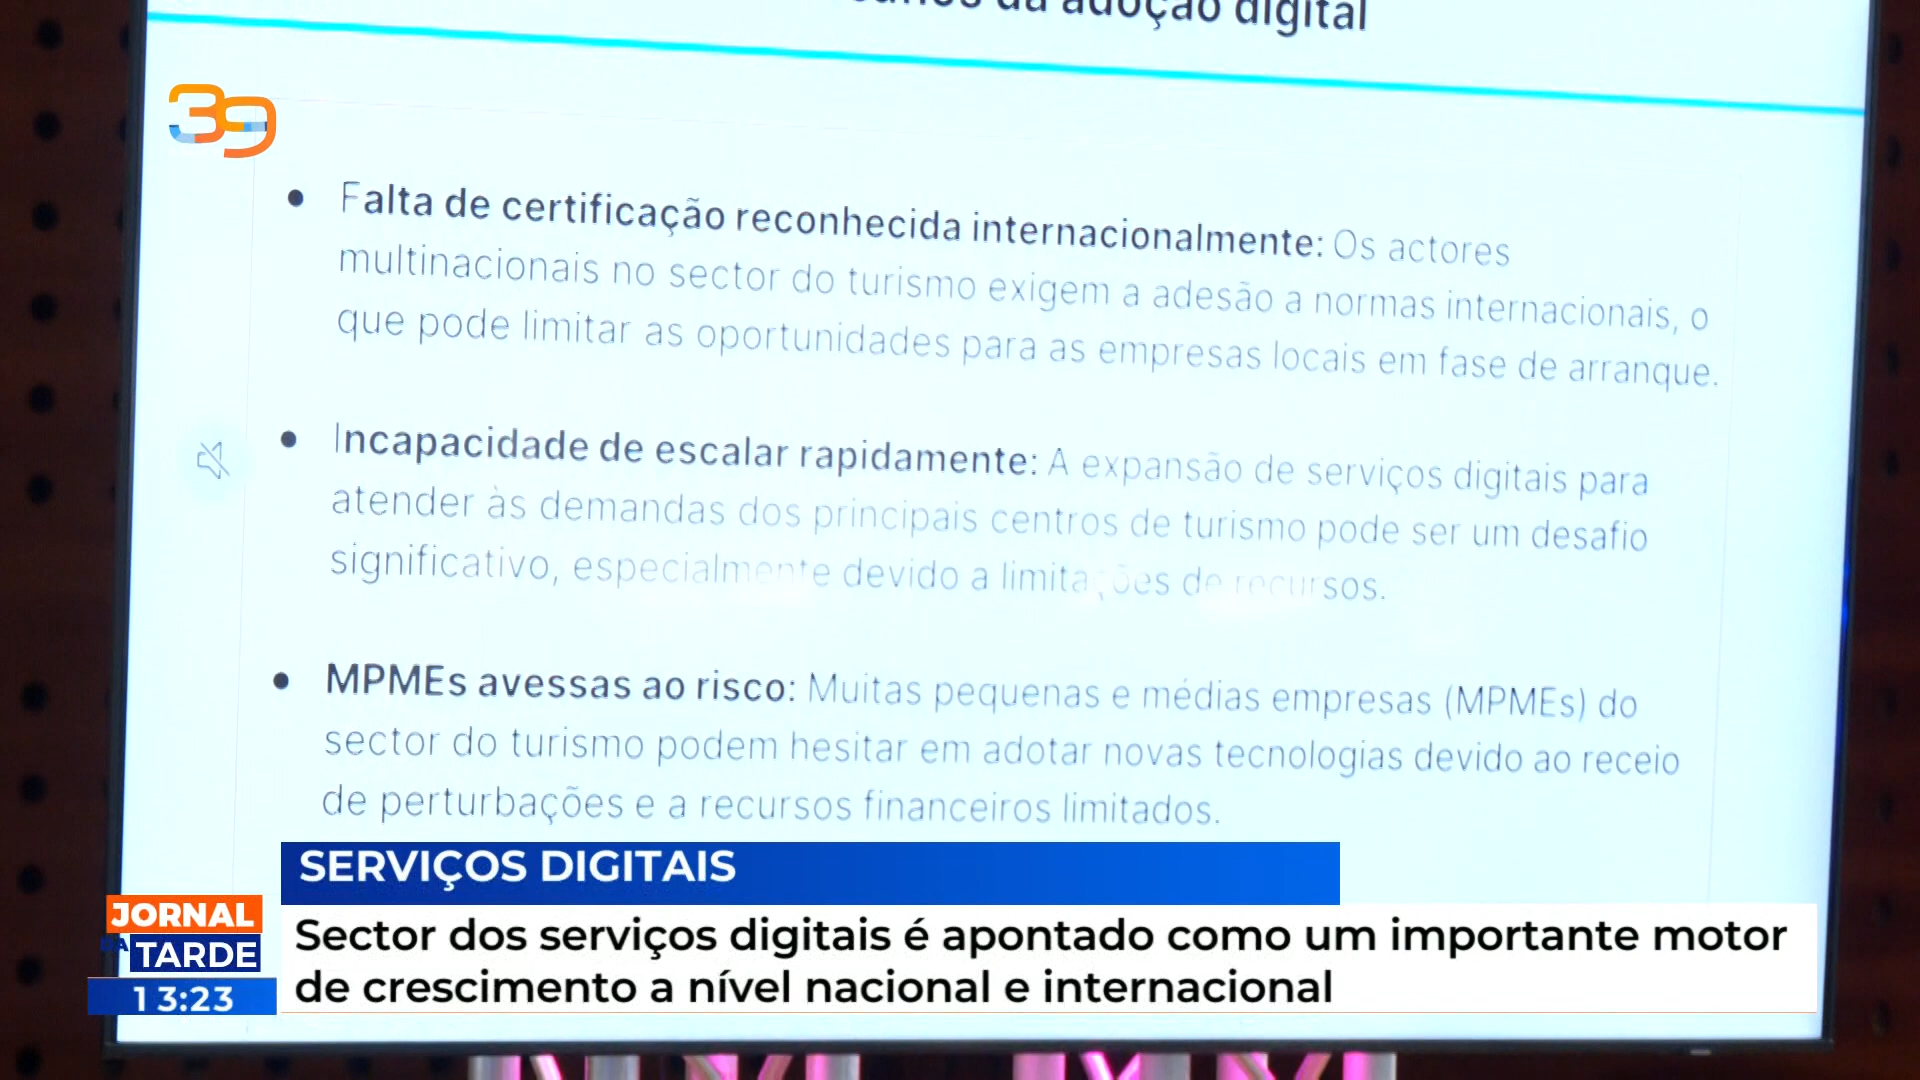 da adoção digital
39
• Falta de certificação reconhecida internacionalmente: Os actores
multinacionais no sector do turismo exigem a adesão a normas internacionais, o
que pode limitar as oportunidades para as empresas locais em fase de arranque.
• Incapacidade de escalar rapidamente: A expansão de serviços digitais para
atender às demandas dos principais centros de turismo pode ser um desafio
significativo, especialmente devido a limitações de recursos.
• MPMEs avessas ao risco: Muitas pequenas e médias empresas (MPMEs) do
sector do turismo podem hesitar em adotar novas tecnologias devido ao receio
de perturbações e a recursos financeiros limitados.
SERVIÇOS DIGITAIS
Sector dos serviços digitais é apontado como um importante motor
de crescimento a nível nacional e internacional
JORNAL
DA TARDE
13:23